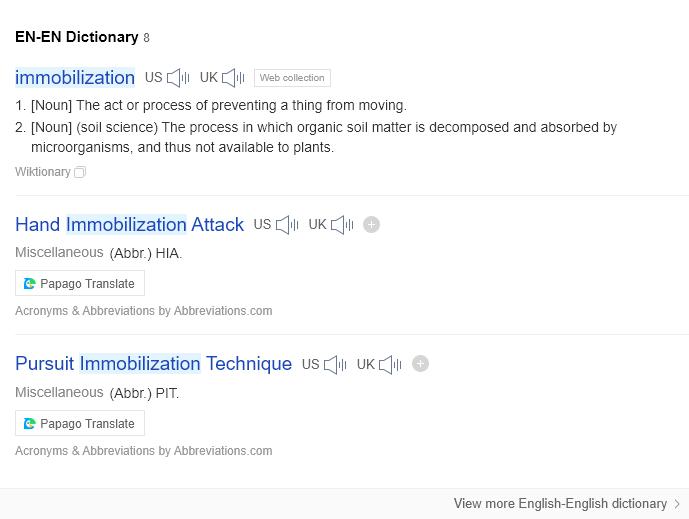 EN-EN Dictionary 8
immobilization US UK Web collection
1. [Noun] The act or process of preventing a thing from moving.
2. [Noun] (soil science) The process in which organic soil matter is decomposed and absorbed by
microorganisms, and thus not available to plants.
Wiktionary
Hand Immobilization Attack US UK
Miscellaneous (Abbr.) HIA.
Papago Translate
Acronyms & Abbreviations by Abbreviations.com
Pursuit Immobilization Technique US UK
Miscellaneous (Abbr.) PIT.
Papago Translate
Acronyms & Abbreviations by Abbreviations.com
View more English-English dictionary